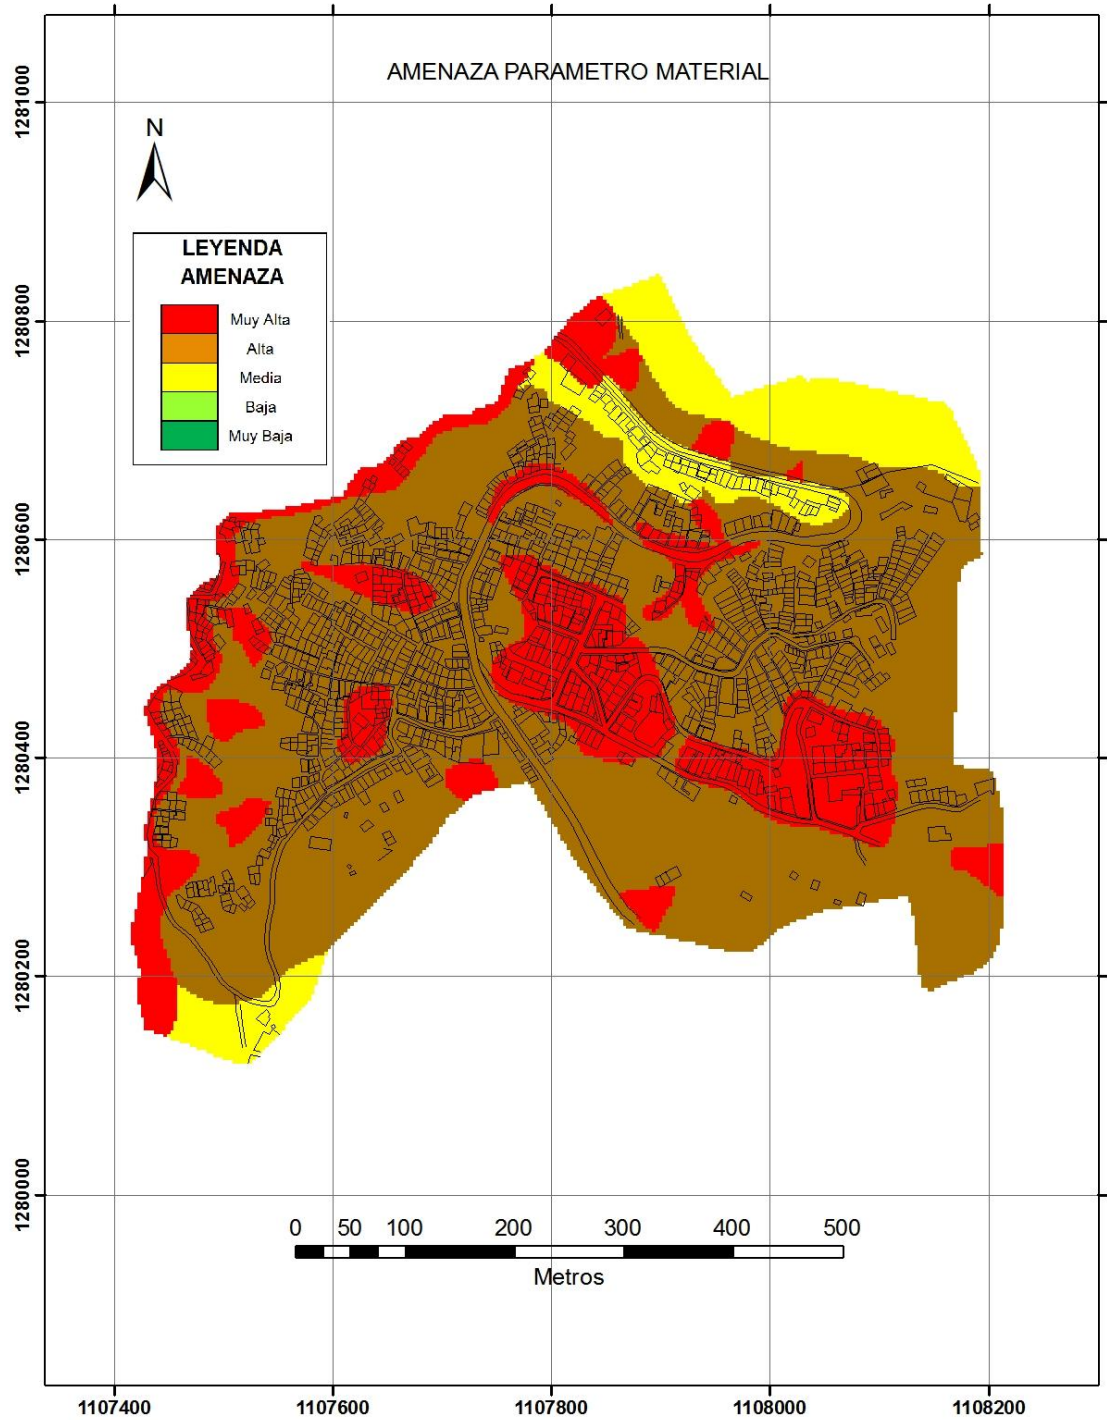 AMENAZA PARAMETRO MATERIAL
1281000
N
LEYENDA
AMENAZA
Muy Alta
Alta
Media
Baja
Muy Baja
1280800
1280600
1280400
1280200
1280000
0 50 100 200 300 400 500
Metros
1107400 1107600 1107800 1108000 1108200